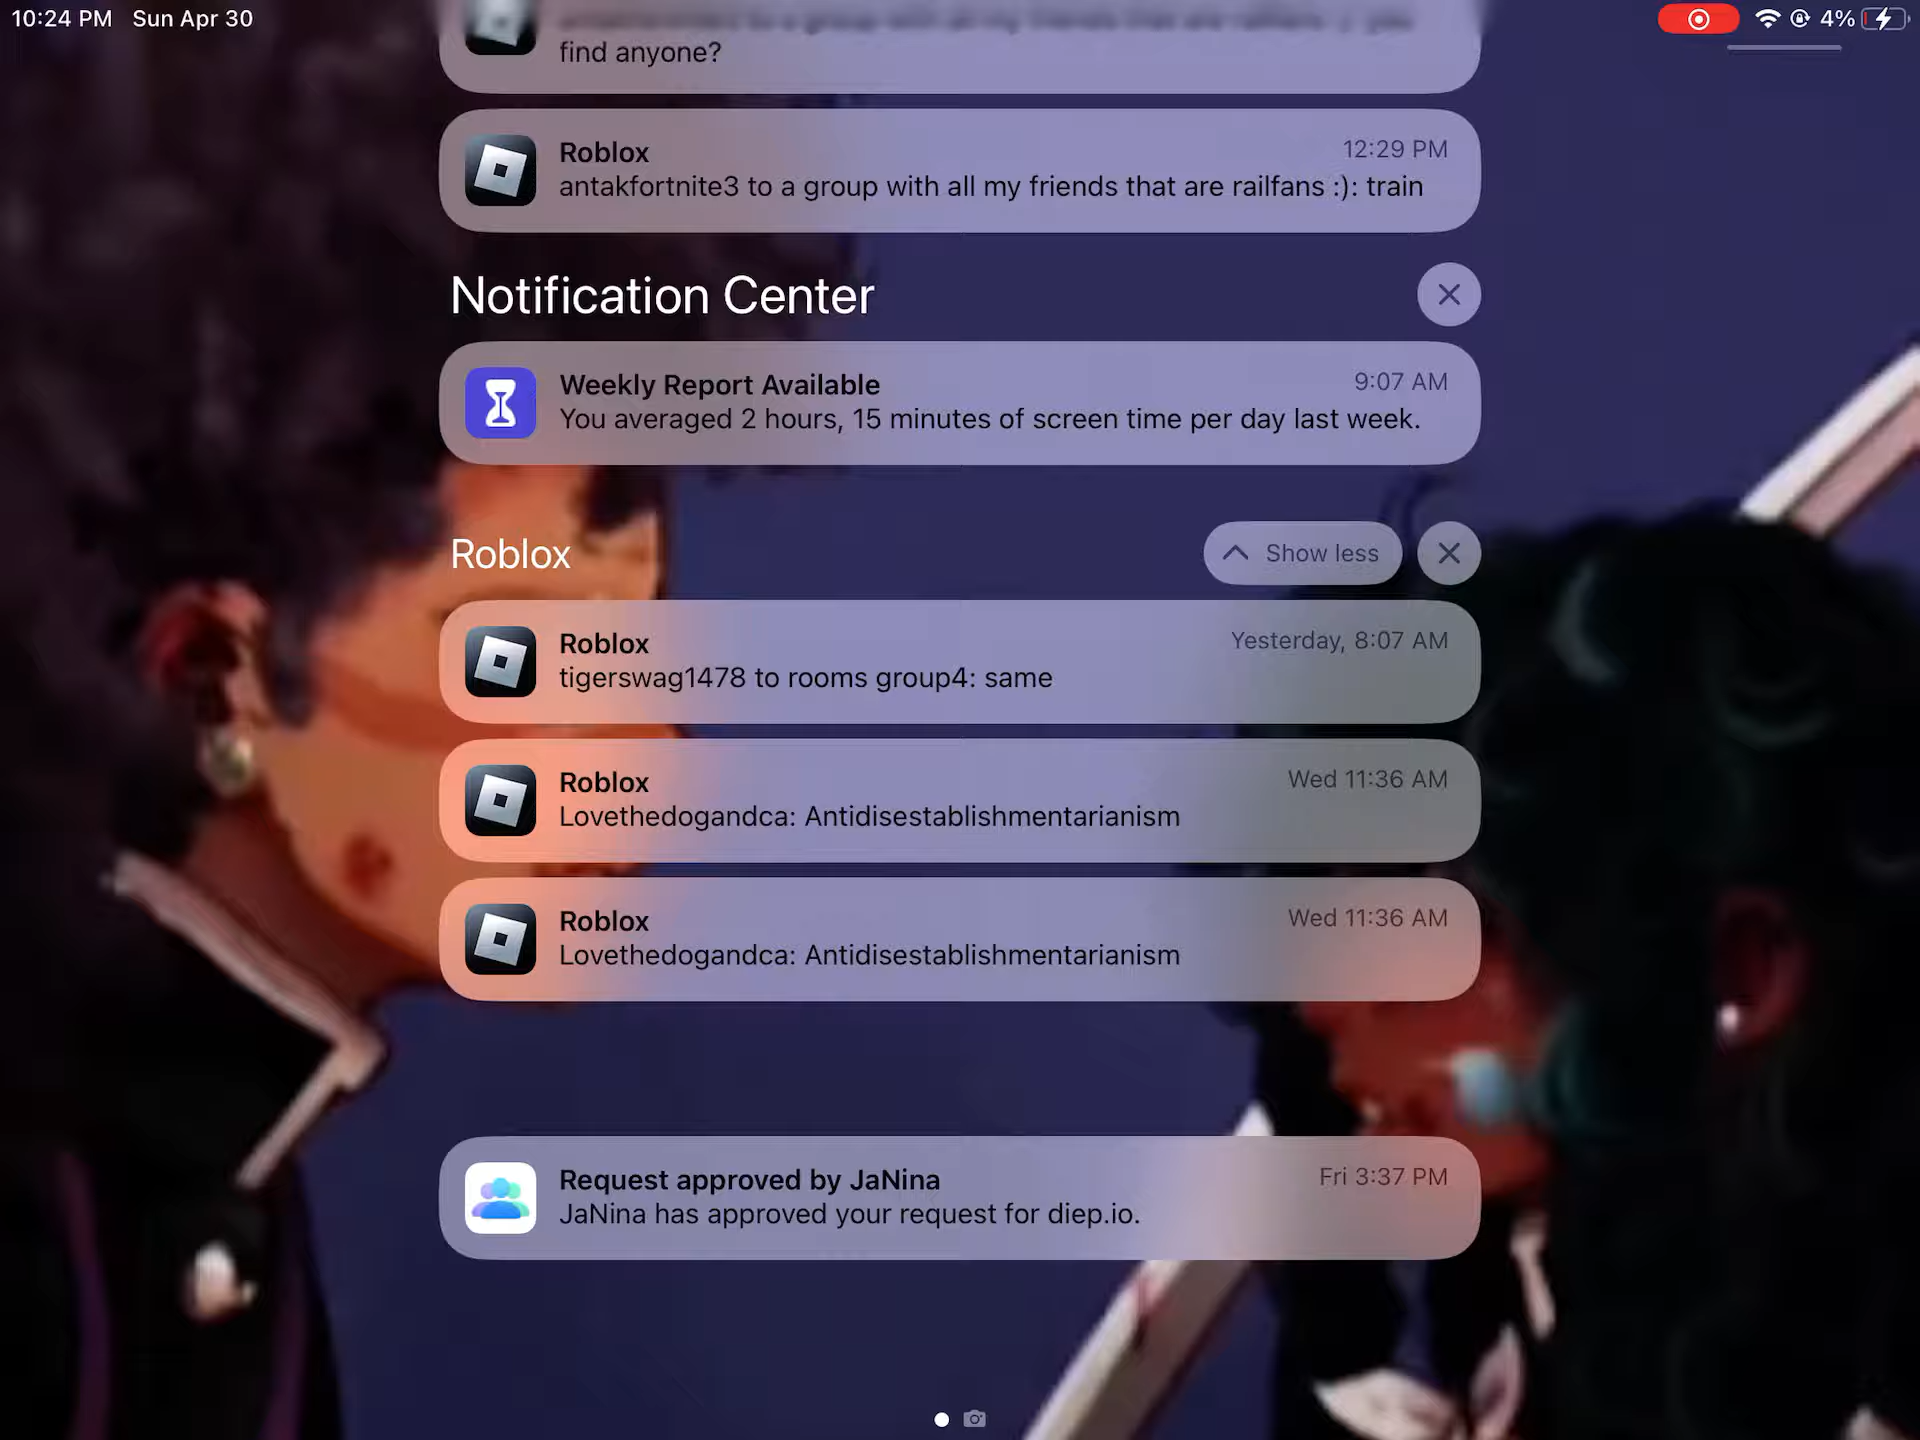 10:24 PM Sun Apr 30
4%
find anyone?
Roblox 12:29 PM
antakfortnite3 to a group with all my friends that are railfans :): train
Notification Center
Weekly Report Available 9:07 AM
You averaged 2 hours, 15 minutes of screen time per day last week.
Roblox Show less
Roblox Yesterday, 8:07 AM
tigerswag1478 to rooms group4: same
Roblox Wed 11:36 AM
Lovethedogandca: Antidisestablishmentarianism
Roblox Wed 11:36 AM
Lovethedogandca: Antidisestablishmentarianism
Request approved by JaNina Fri 3:37 PM
JaNina has approved your request for diep.io.